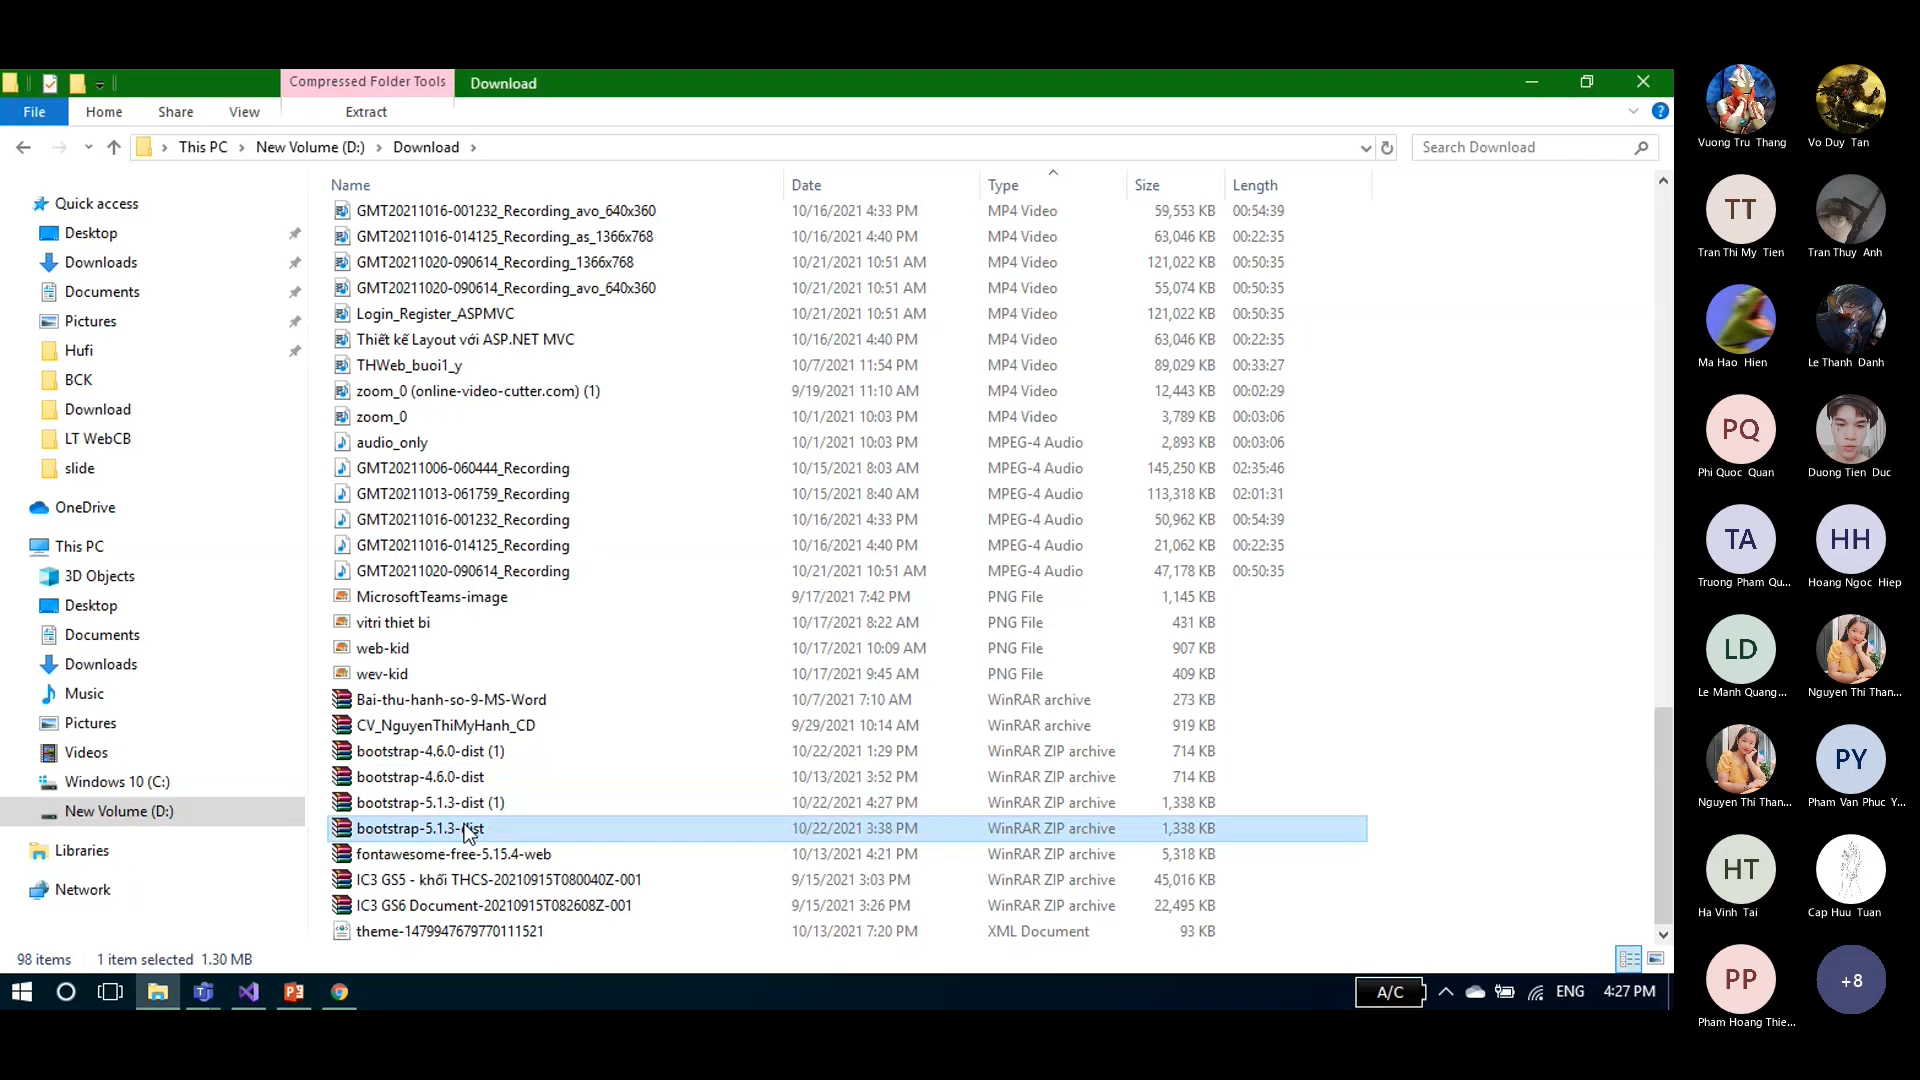 Compressed Folder Tools
Download
File
Home
Share
View
Extract
This PC
New Volume (D:)
Download
Search Download
Quick access
Desktop
Downloads
Documents
Pictures
Hufi
BCK
Download
LT WebCB
slide
OneDrive
This PC
3D Objects
Desktop
Documents
Downloads
Music
Pictures
Videos
Windows 10 (C:)
New Volume (D:)
Libraries
Network
Name Date Type Size Length
GMT20211016-001232_Recording_avo_640x360 10/16/2021 4:33 PM MP4 Video 59,553 KB 00:54:39
GMT20211016-014125_Recording_as_1366x768 10/16/2021 4:40 PM MP4 Video 63,046 KB 00:22:35
GMT20211020-090614_Recording_1366x768 10/21/2021 10:51 AM MP4 Video 121,022 KB 00:50:35
GMT20211020-090614_Recording_avo_640x360 10/21/2021 10:51 AM MP4 Video 55,074 KB 00:50:35
Login_Register_ASPMVC 10/21/2021 10:51 AM MP4 Video 121,022 KB 00:50:35
Thiết kế Layout với ASP.NET MVC 10/16/2021 4:40 PM MP4 Video 63,046 KB 00:22:35
THWeb_buoi1_y 10/7/2021 11:54 PM MP4 Video 89,029 KB 00:33:27
zoom_0 (online-video-cutter.com) (1) 9/19/2021 11:10 AM MP4 Video 12,443 KB 00:02:29
zoom_0 10/1/2021 10:03 PM MP4 Video 3,789 KB 00:03:06
audio_only 10/1/2021 10:03 PM MPEG-4 Audio 2,893 KB 00:03:06
GMT20211006-060444_Recording 10/15/2021 8:03 AM MPEG-4 Audio 145,250 KB 02:35:46
GMT20211013-061759_Recording 10/15/2021 8:40 AM MPEG-4 Audio 113,318 KB 02:01:31
GMT20211016-001232_Recording 10/16/2021 4:33 PM MPEG-4 Audio 50,962 KB 00:54:39
GMT20211016-014125_Recording 10/16/2021 4:40 PM MPEG-4 Audio 21,062 KB 00:22:35
GMT20211020-090614_Recording 10/21/2021 10:51 AM MPEG-4 Audio 47,178 KB 00:50:35
MicrosoftTeams-image 9/17/2021 7:42 PM PNG File 1,145 KB
vitri thiet bi 10/17/2021 8:22 AM PNG File 431 KB
web-kid 10/17/2021 10:09 AM PNG File 907 KB
wev-kid 10/17/2021 9:45 AM PNG File 409 KB
Bai-thu-hanh-so-9-MS-Word 10/7/2021 7:10 AM WinRAR archive 273 KB
CV_NguyenThiMyHanh_CD 9/29/2021 10:14 AM WinRAR archive 919 KB
bootstrap-4.6.0-dist (1) 10/22/2021 1:29 PM WinRAR ZIP archive 714 KB
bootstrap-4.6.0-dist 10/13/2021 3:52 PM WinRAR ZIP archive 714 KB
bootstrap-5.1.3-dist (1) 10/22/2021 4:27 PM WinRAR ZIP archive 1,338 KB
bootstrap-5.1.3-dist 10/22/2021 3:38 PM WinRAR ZIP archive 1,338 KB
fontawesome-free-5.15.4-web 10/13/2021 4:21 PM WinRAR ZIP archive 5,318 KB
IC3 GS5 - khối THCS-20210915T080040Z-001 9/15/2021 3:03 PM WinRAR ZIP archive 45,016 KB
IC3 GS6 Document-20210915T082608Z-001 9/15/2021 3:26 PM WinRAR ZIP archive 22,495 KB
theme-1479947679770111521 10/13/2021 7:20 PM XML Document 93 KB
98 items 1 item selected 1.30 MB
A/C
ENG
4:27 PM
Vuong Tru Thang
Vo Duy Tan
TT
Tran Thi My Tien
Tran Thuy Anh
Ma Hao Hien
Le Thanh Danh
PQ
Phi Quoc Quan
Duong Tien Duc
TA
HH
Truong Pham Qu...
Hoang Ngoc Hiep
LD
Le Manh Quang...
Nguyen Thi Than...
PY
Nguyen Thi Than...
Pham Van Phuc Y...
HT
Ha Vinh Tai
Cap Huu Tuan
PP
+8
Pham Hoang Thie...